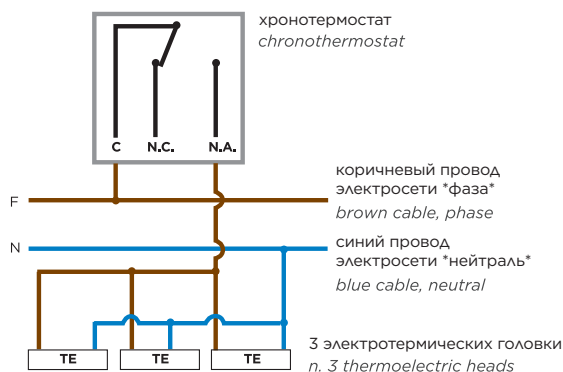 хронотермостат
chronothermostat
C N.C. N.A.
коричневый провод
электросети *фаза*
brown cable, phase
F
N
синий провод
электросети *нейтраль*
blue cable, neutral
TE TE TE
3 электротермических головки
n. 3 thermoelectric heads